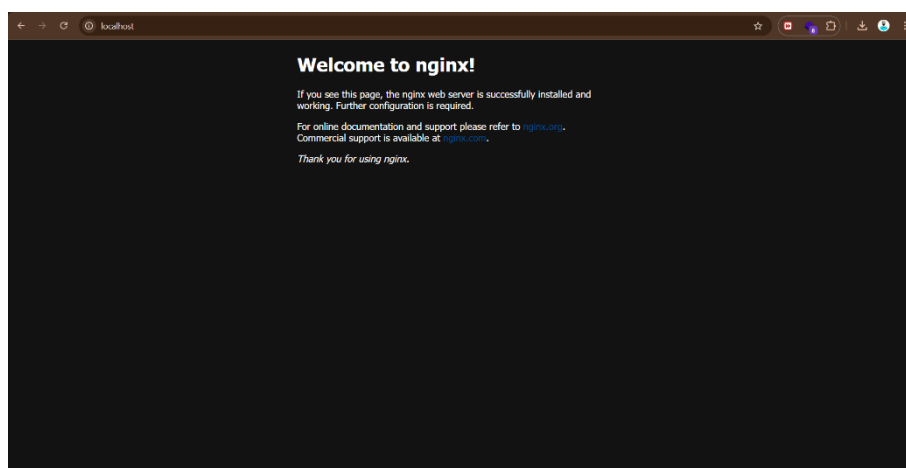 localhost
Welcome to nginx!
If you see this page, the nginx web server is successfully installed and
working. Further configuration is required.
For online documentation and support please refer to nginx.org.
Commercial support is available at nginx.com.
Thank you for using nginx.